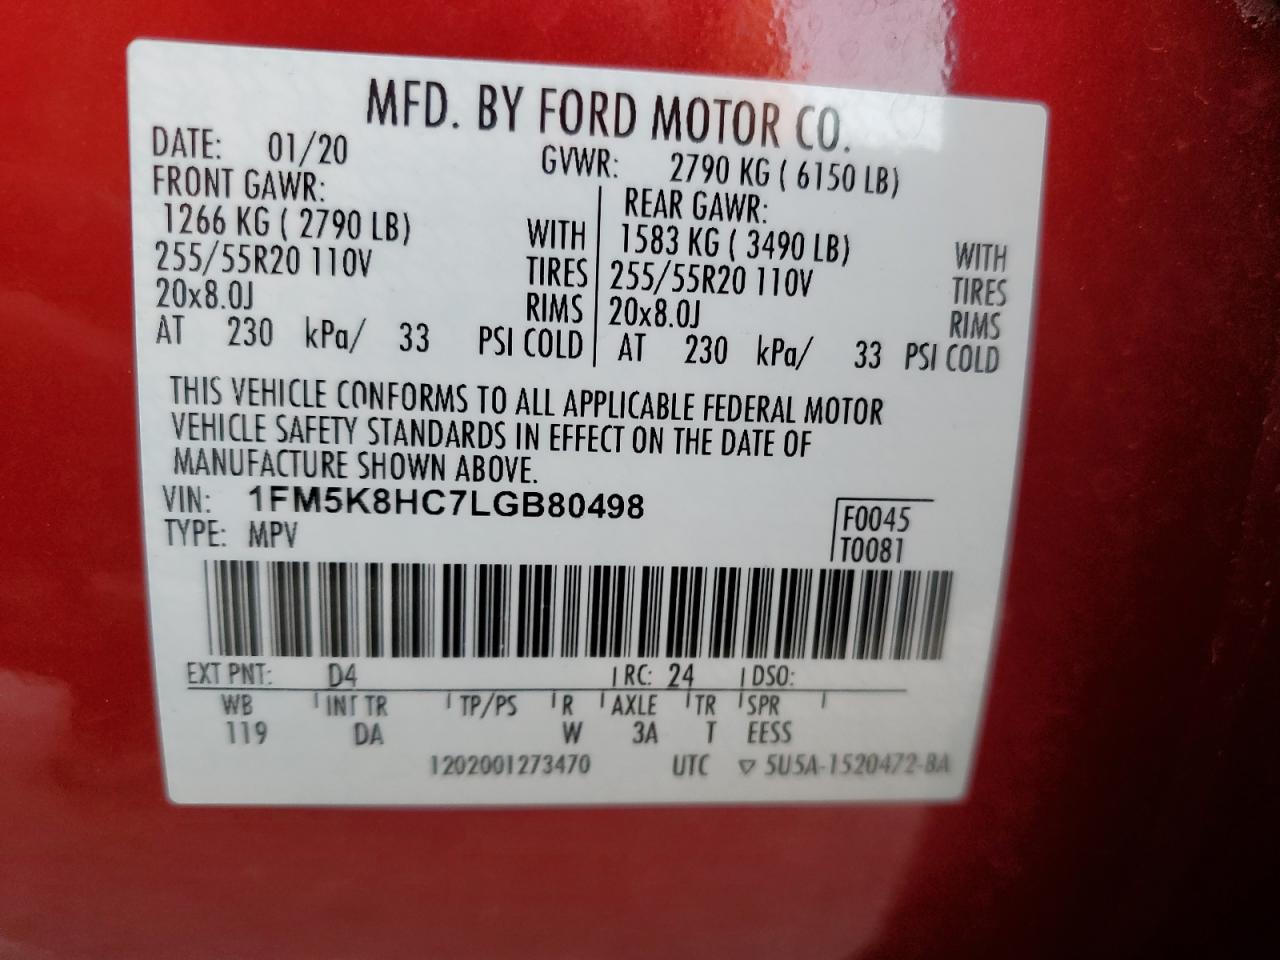 MFD. BY FORD MOTOR CO.
DATE: 01/20 GVWR: 2790 KG ( 6150 LB)
FRONT GAWR: REAR GAWR:
1266 KG ( 2790 LB) WITH 1583 KG ( 3490 LB) WITH
255/55R20 110V TIRES 255/55R20 110V TIRES
20x8.0J RIMS 20x8.0J RIMS
AT 230 kPa/ 33 PSI COLD AT 230 kPa/ 33 PSI COLD
THIS VEHICLE CONFORMS TO ALL APPLICABLE FEDERAL MOTOR
VEHICLE SAFETY STANDARDS IN EFFECT ON THE DATE OF
MANUFACTURE SHOWN ABOVE.
VIN: 1FM5K8HC7LGB80498 F0045
TYPE: MPV T0081
EXT PNT: D4 RC: 24 DSO:
WB INT TR TP/PS R AXLE TR SPR
119 DA W 3A T EESS
1202001273470 UTC ▽ 5U5A-1520472-BA